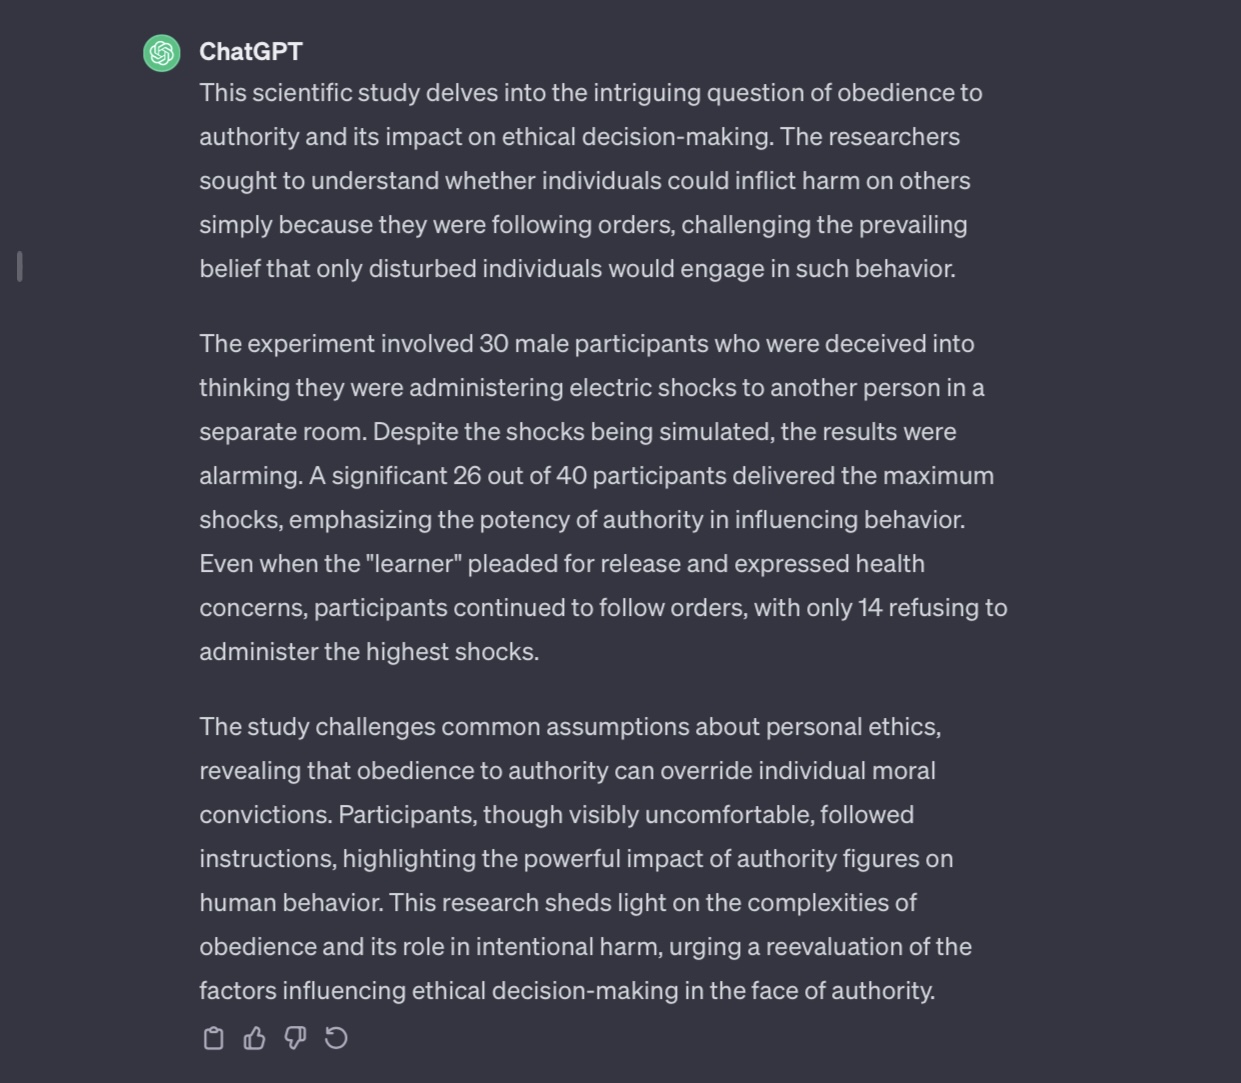 ChatGPT
This scientific study delves into the intriguing question of obedience to
authority and its impact on ethical decision-making. The researchers
sought to understand whether individuals could inflict harm on others
simply because they were following orders, challenging the prevailing
belief that only disturbed individuals would engage in such behavior.
The experiment involved 30 male participants who were deceived into
thinking they were administering electric shocks to another person in a
separate room. Despite the shocks being simulated, the results were
alarming. A significant 26 out of 40 participants delivered the maximum
shocks, emphasizing the potency of authority in influencing behavior.
Even when the "learner" pleaded for release and expressed health
concerns, participants continued to follow orders, with only 14 refusing to
administer the highest shocks.
The study challenges common assumptions about personal ethics,
revealing that obedience to authority can override individual moral
convictions. Participants, though visibly uncomfortable, followed
instructions, highlighting the powerful impact of authority figures on
human behavior. This research sheds light on the complexities of
obedience and its role in intentional harm, urging a reevaluation of the
factors influencing ethical decision-making in the face of authority.